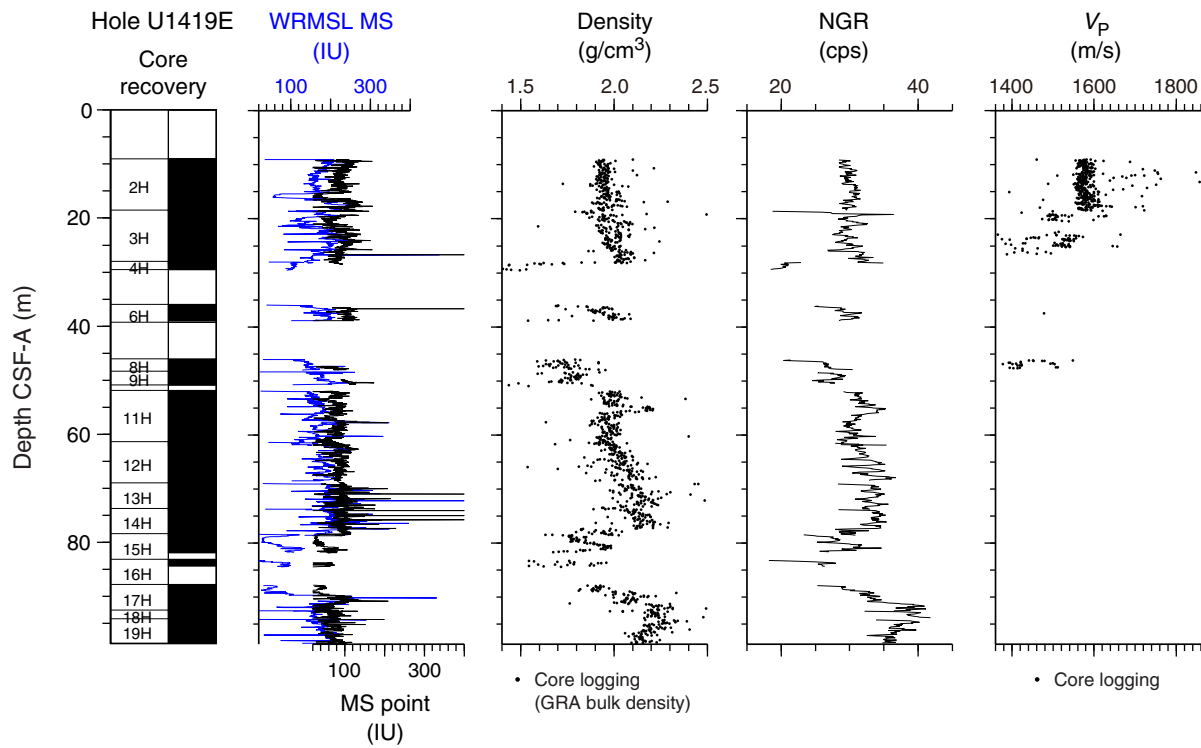 Hole U1419E
WRMSL MS
(IU)
Density
(g/cm3)
NGR
(cps)
VP
(m/s)
Core
recovery
100 300
1.5 2.0 2.5
20 40
1400 1600 1800
0
20
40
60
80
Depth CSF-A (m)
2H
3H
4H
6H
8H
9H
11H
12H
13H
14H
15H
16H
17H
18H
19H
100 300
MS point
(IU)
• Core logging
(GRA bulk density)
• Core logging